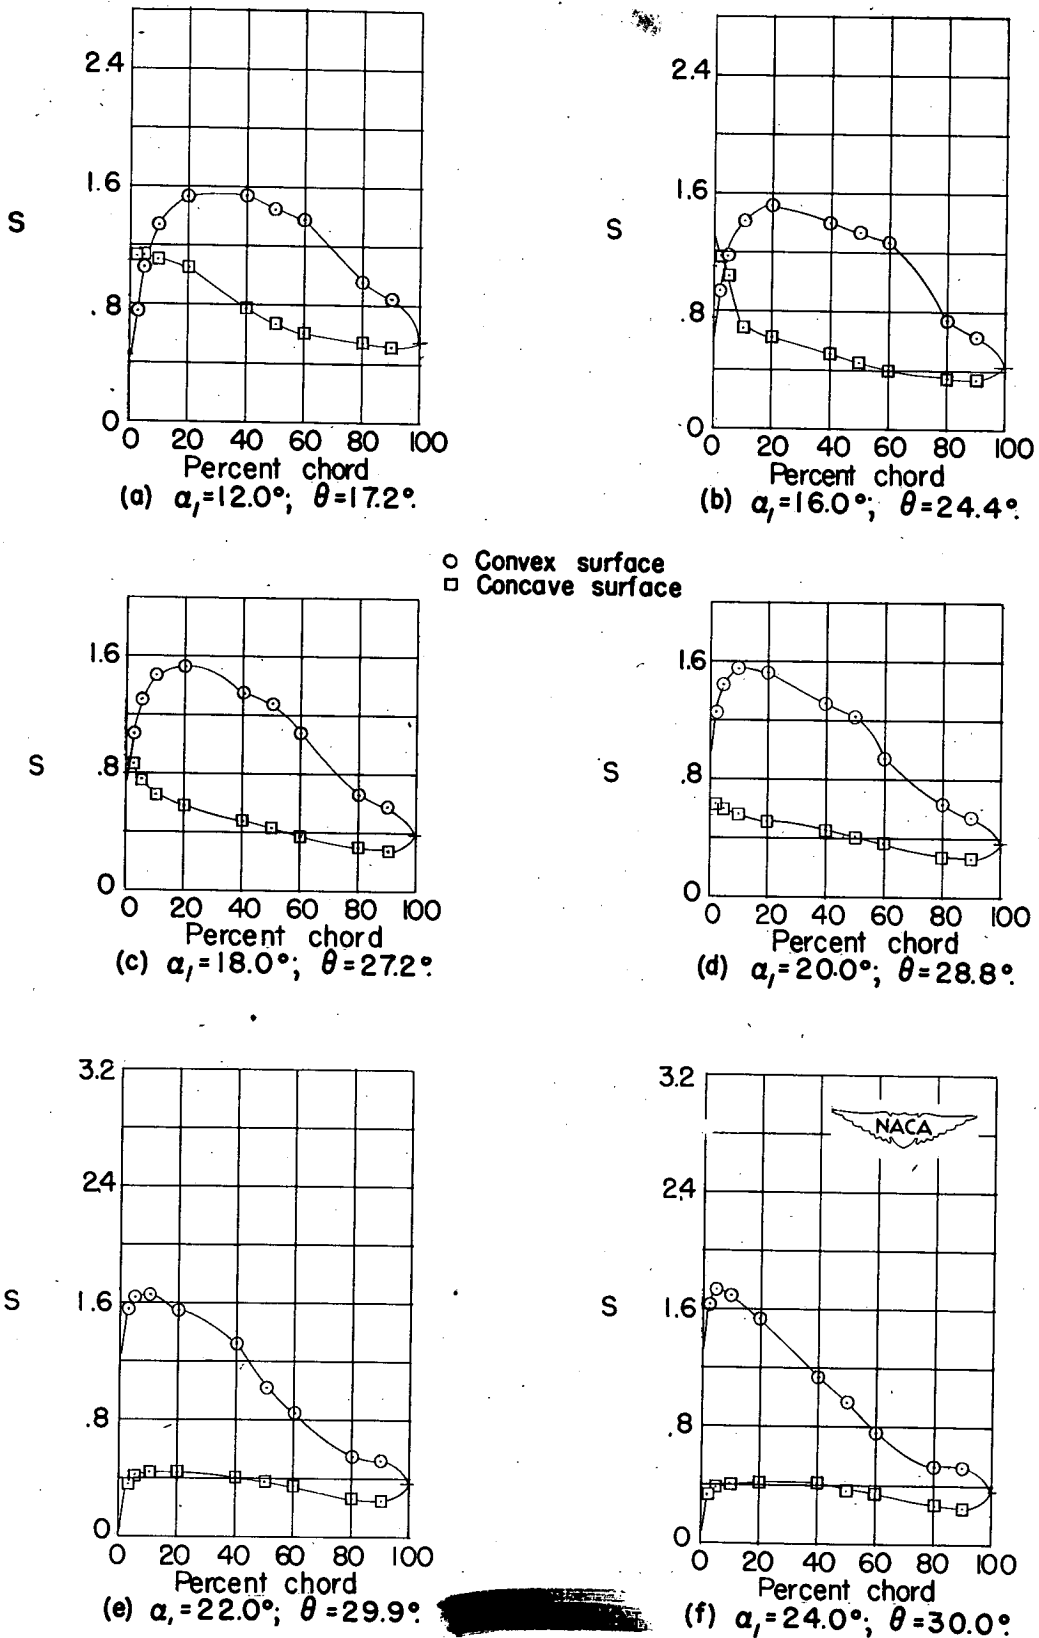 2.4
1.6
S
.8
0
0 20 40 60 80 100
Percent chord
(a) α₁=12.0°; θ=17.2°.
2.4
1.6
S
.8
0
0 20 40 60 80 100
Percent chord
(b) α₁=16.0°; θ=24.4°.
Convex surface
Concave surface
1.6
S
.8
0
0 20 40 60 80 100
Percent chord
(c) α₁=18.0°; θ=27.2°.
1.6
S
.8
0
0 20 40 60 80 100
Percent chord
(d) α₁=20.0°; θ=28.8°.
3.2
2.4
S
1.6
.8
0
0 20 40 60 80 100
Percent chord
(e) α₁=22.0°; θ=29.9°.
3.2
NACA
2.4
S
1.6
.8
0
0 20 40 60 80 100
Percent chord
(f) α₁=24.0°; θ=30.0°.